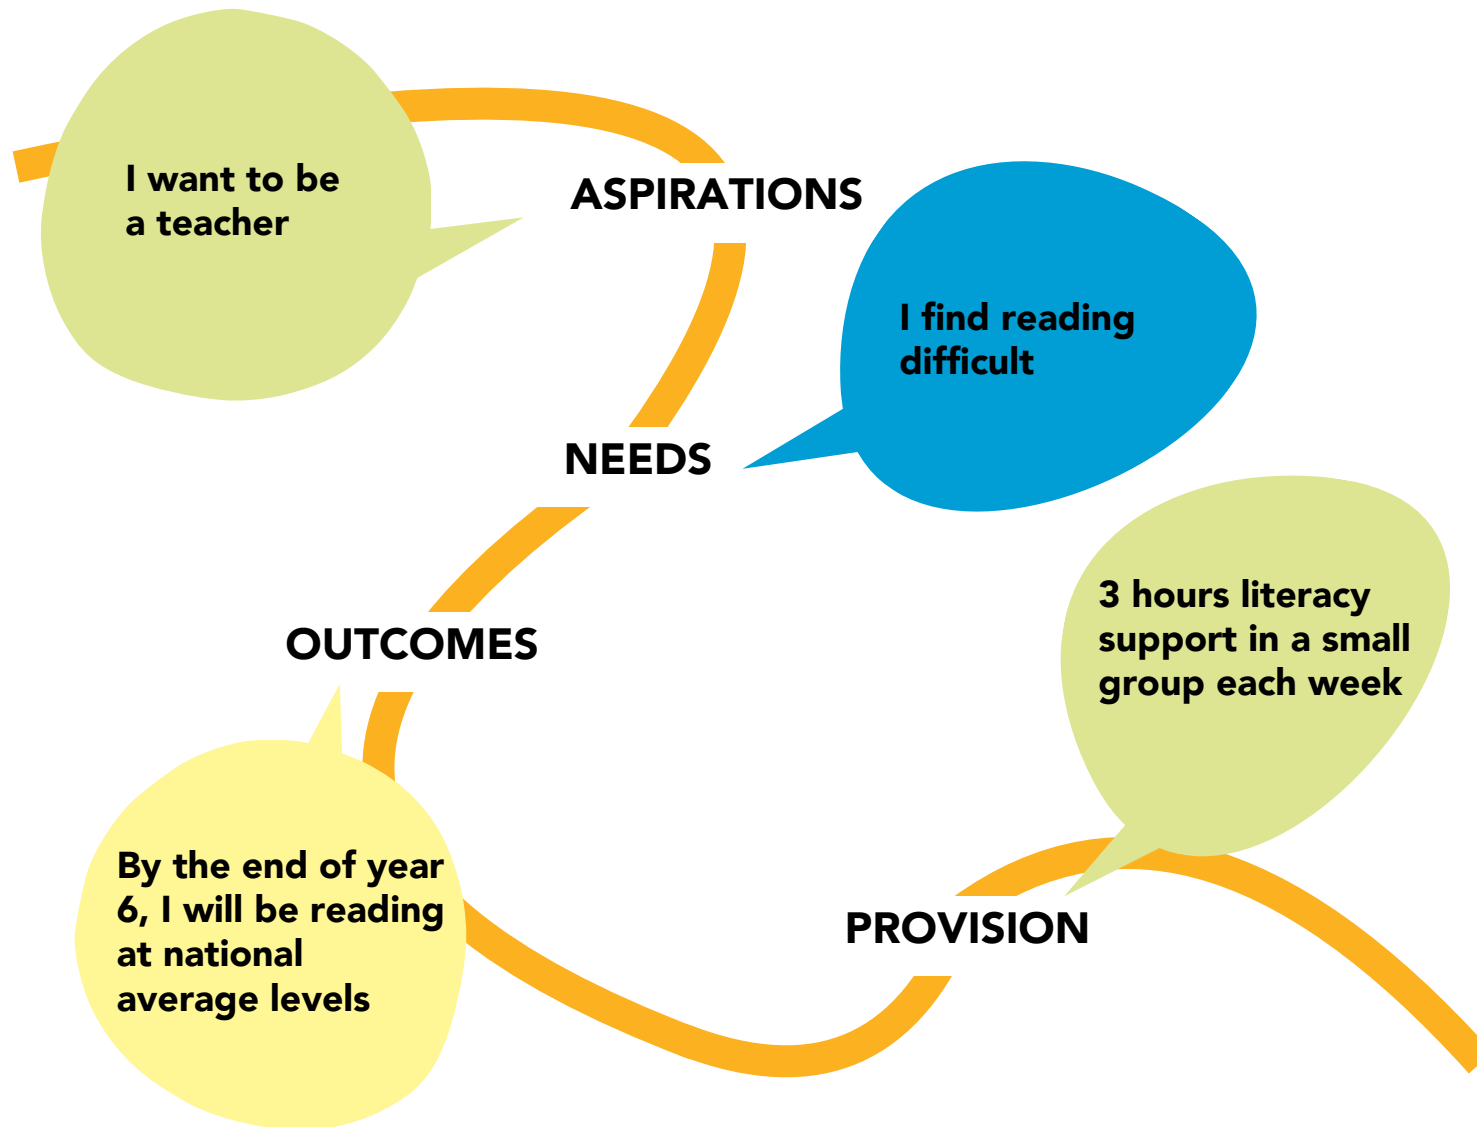 I want to be
a teacher
ASPIRATIONS
I find reading
difficult
NEEDS
OUTCOMES
By the end of year
6, I will be reading
at national
average levels
3 hours literacy
support in a small
group each week
PROVISION